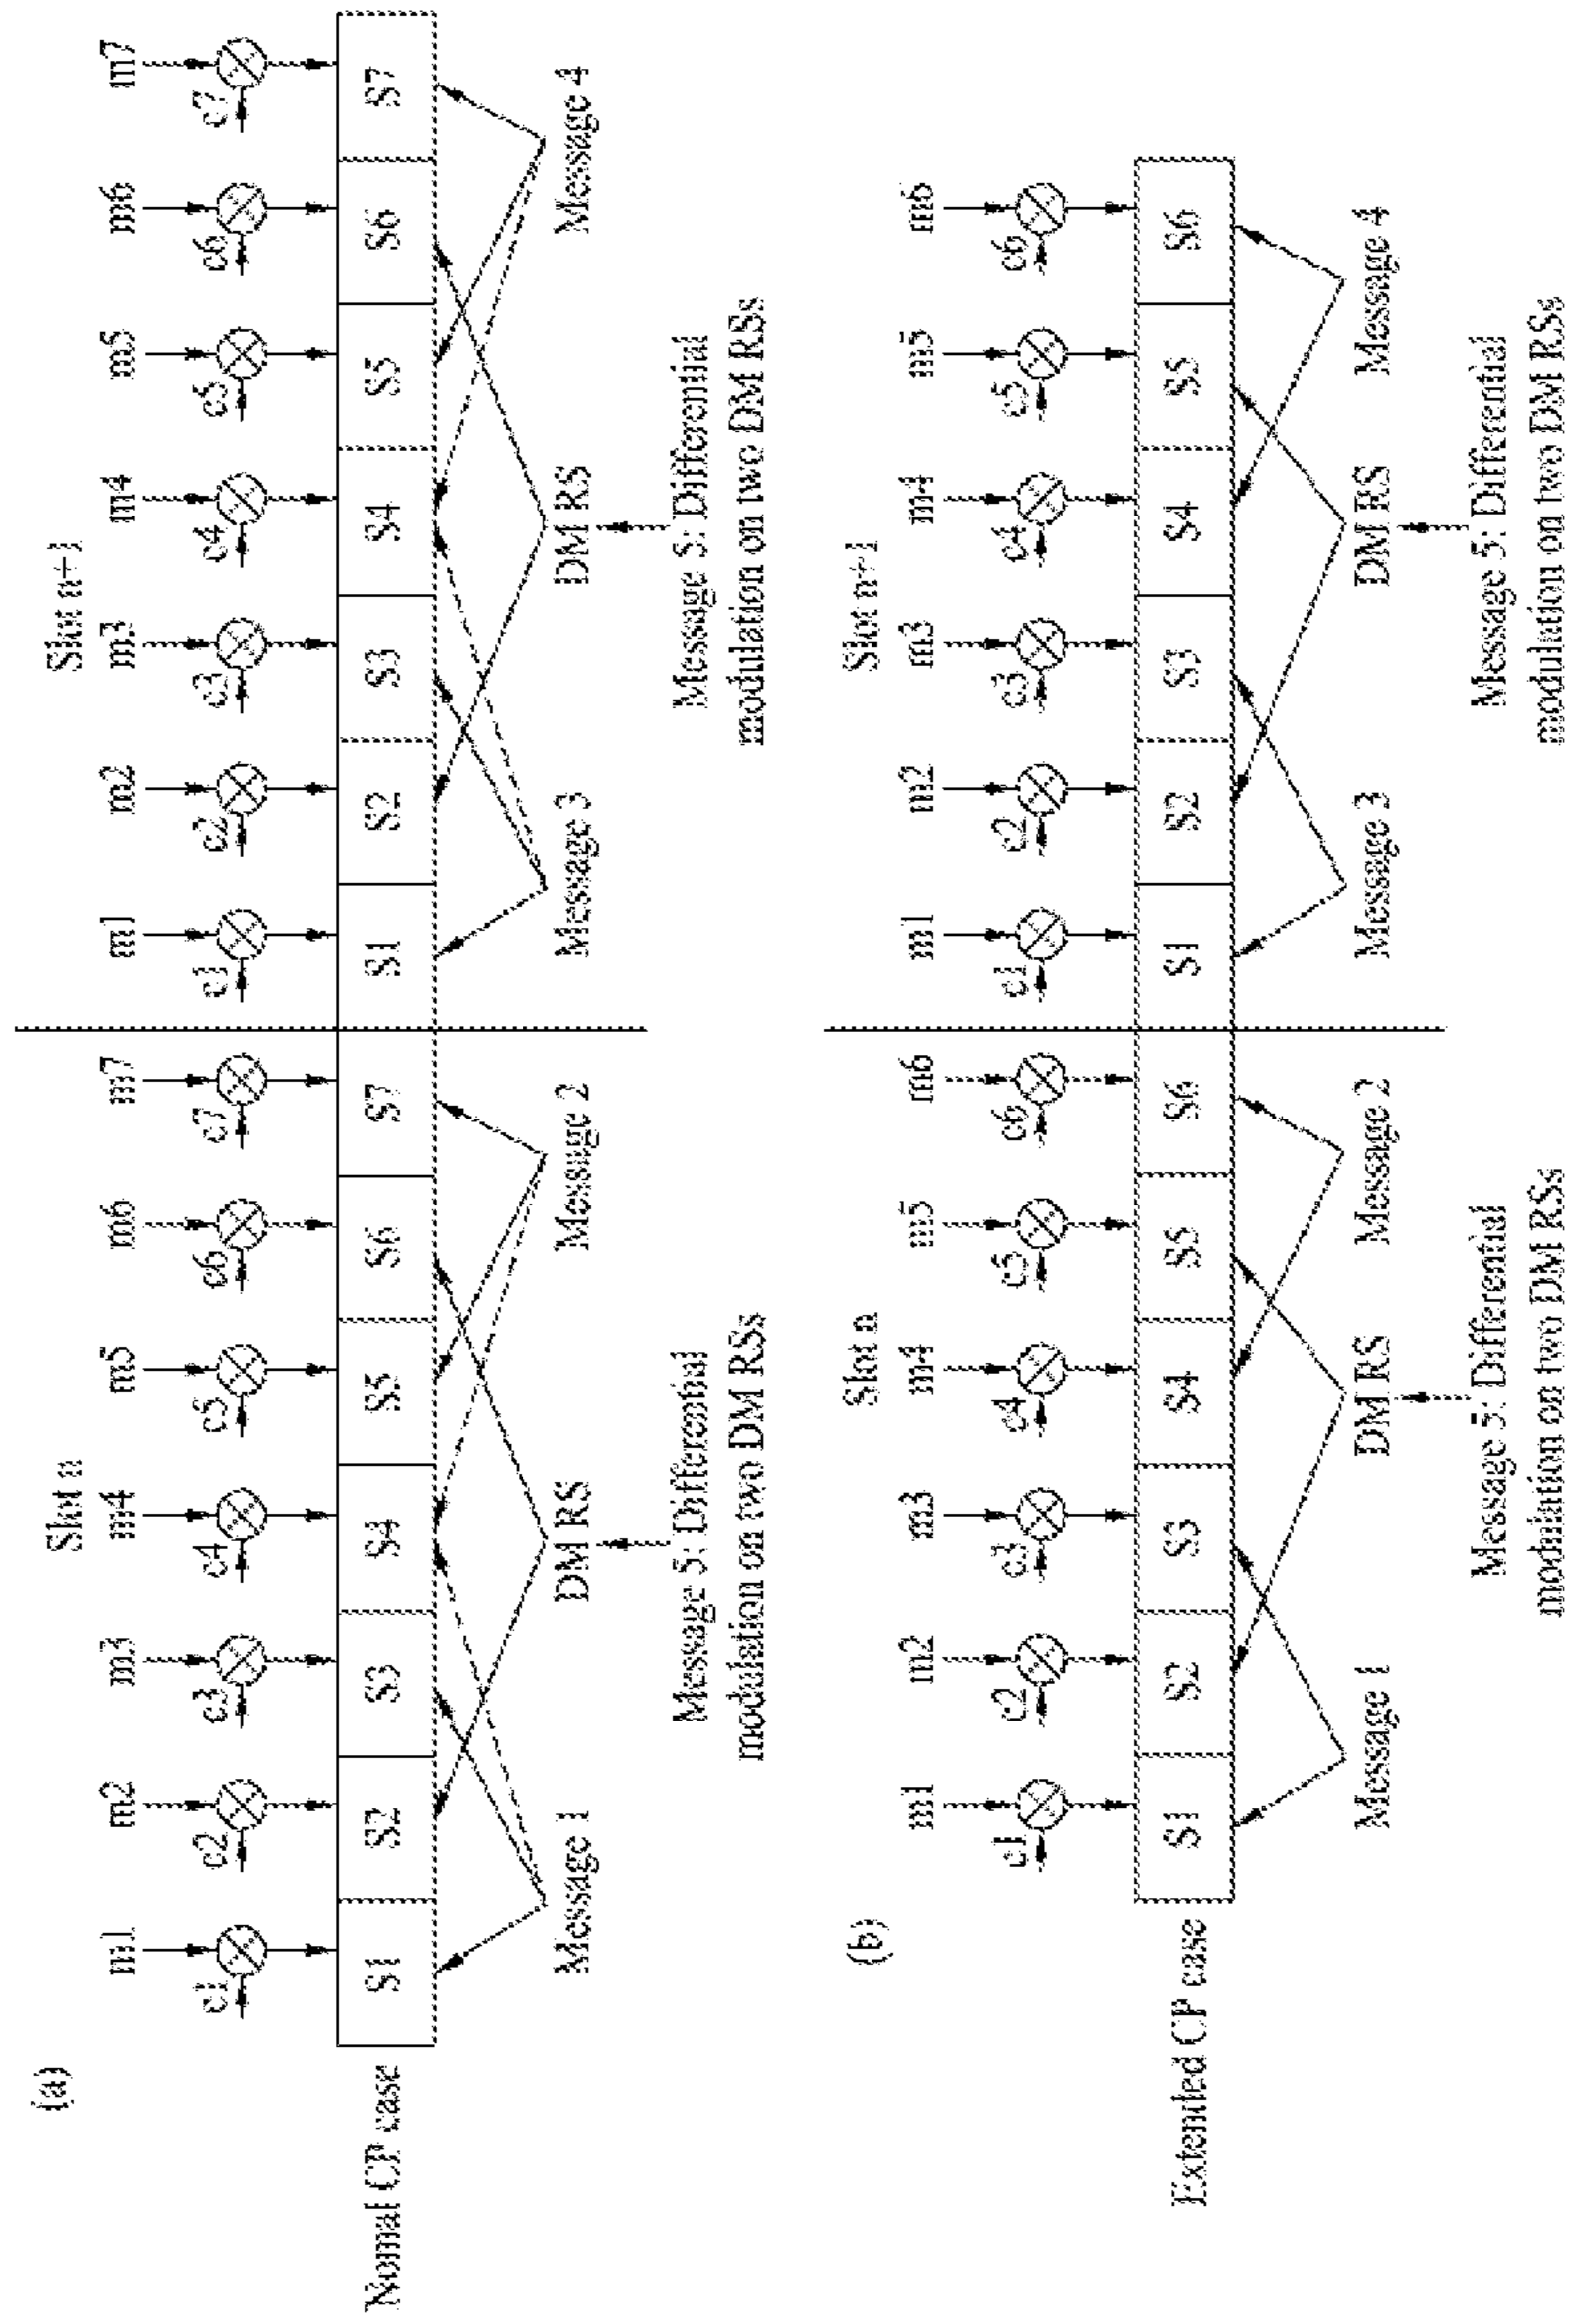 (a)
Slot n Slot n+1
m1 m2 m3 m4 m5 m6 m7 m1 m2 m3 m4 m5 m6 m7
c1 c2 c3 c4 c5 c6 c7 c1 c2 c3 c4 c5 c6 c7
Nomal CP case S1 S2 S3 S4 S5 S6 S7 S1 S2 S3 S4 S5 S6 S7
Message 1 DM RS Message 2 Message 3 DM RS Message 4
Message 5: Differential Message 5: Differential
modulation on two DM RSs modulation on two DM RSs
(b)
Slot n Slot n+1
m1 m2 m3 m4 m5 m6 m1 m2 m3 m4 m5 m6
c1 c2 c3 c4 c5 c6 c1 c2 c3 c4 c5 c6
Extended CP case S1 S2 S3 S4 S5 S6 S1 S2 S3 S4 S5 S6
Message 1 DM RS Message 2 Message 3 DM RS Message 4
Message 5: Differential Message 5: Differential
modulation on two DM RSs modulation on two DM RSs